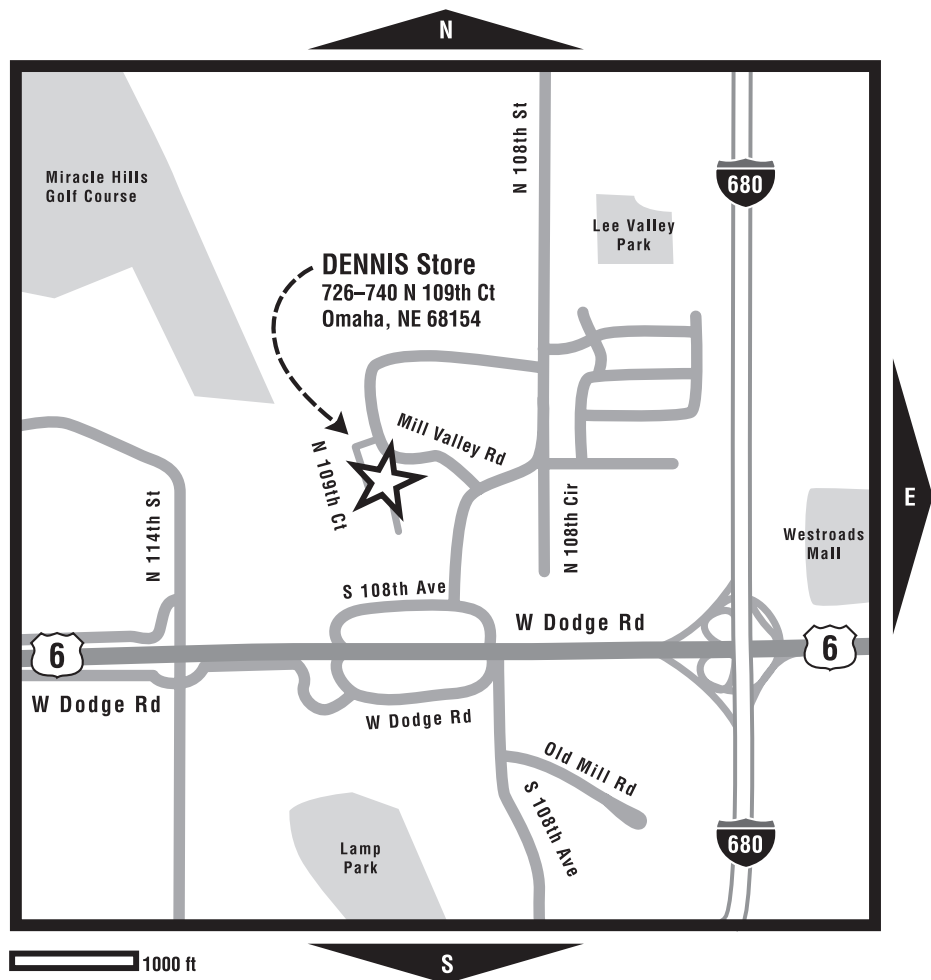 N
N 108th St
680
Miracle Hills
Golf Course
Lee Valley
Park
DENNIS Store
726–740 N 109th Ct
Omaha, NE 68154
Mill Valley Rd
N 109th Ct
E
N 114th St
N 108th Cir
Westroads
Mall
S 108th Ave
W Dodge Rd
6
6
W Dodge Rd
W Dodge Rd
Old Mill Rd
S 108th Ave
680
Lamp
Park
1000 ft
S